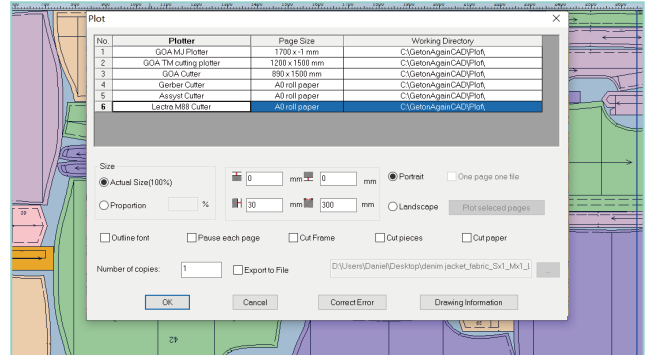 Plot
No. Plotter Page Size Working Directory
1 GOA MJ Plotter 1700 x -1 mm C:\GetonAgainCAD\Plot\
2 GOA TM cutting plotter 1200 x 1500 mm C:\GetonAgainCAD\Plot\
3 GOA Cutter 890 x 1500 mm C:\GetonAgainCAD\Plot\
4 Gerber Cutter A0 roll paper C:\GetonAgainCAD\Plot\
5 Assyst Cutter A0 roll paper C:\GetonAgainCAD\Plot\
6 Lectra M88 Cutter A0 roll paper C:\GetonAgainCAD\Plot\
Size
Actual Size(100%) 0 mm 0 mm Portrait One page one file
Proportion % 30 mm 300 mm Landscape Plot selected pages
Outline font Pause each page Cut Frame Cut pieces Cut paper
Number of copies: 1 Export to File D:\Users\Daniel\Desktop\denim jacket_fabric_Sx1_Mx1_L ...
OK Cancel Correct Error Drawing Information